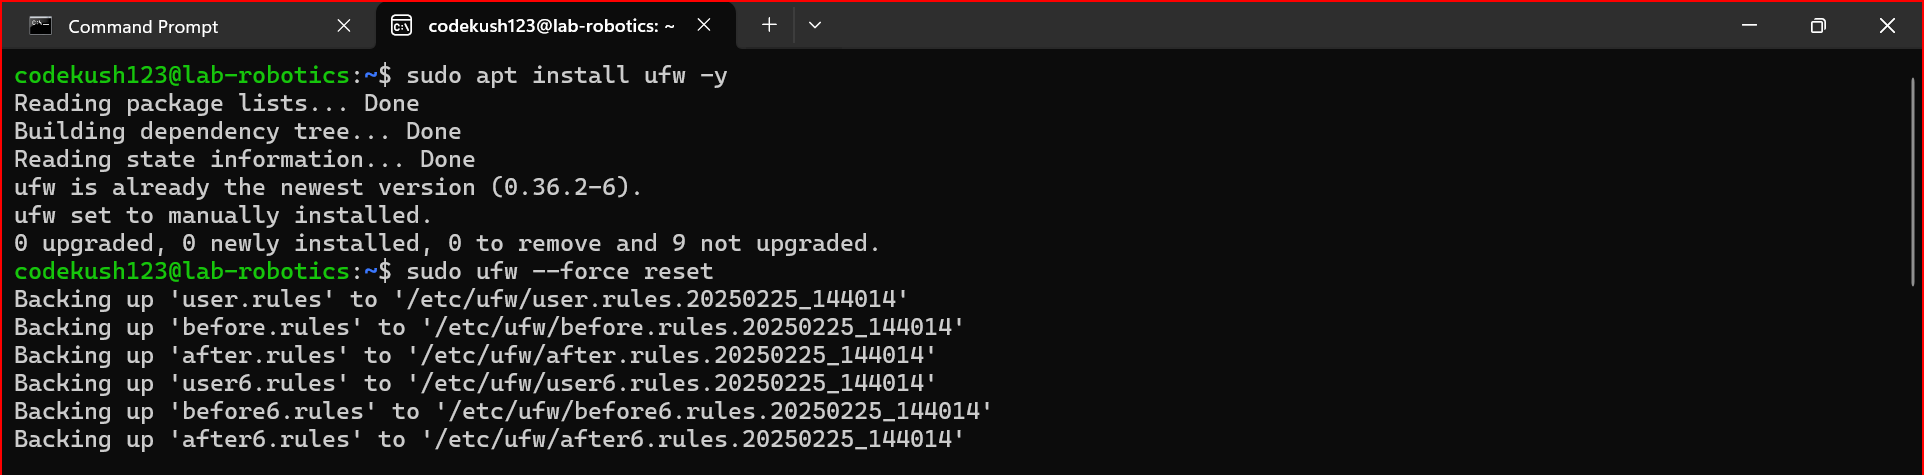 Command Prompt
codekush123@lab-robotics: ~
codekush123@lab-robotics:~$ sudo apt install ufw -y
Reading package lists... Done
Building dependency tree... Done
Reading state information... Done
ufw is already the newest version (0.36.2-6).
ufw set to manually installed.
0 upgraded, 0 newly installed, 0 to remove and 9 not upgraded.
codekush123@lab-robotics:~$ sudo ufw --force reset
Backing up 'user.rules' to '/etc/ufw/user.rules.20250225_144014'
Backing up 'before.rules' to '/etc/ufw/before.rules.20250225_144014'
Backing up 'after.rules' to '/etc/ufw/after.rules.20250225_144014'
Backing up 'user6.rules' to '/etc/ufw/user6.rules.20250225_144014'
Backing up 'before6.rules' to '/etc/ufw/before6.rules.20250225_144014'
Backing up 'after6.rules' to '/etc/ufw/after6.rules.20250225_144014'